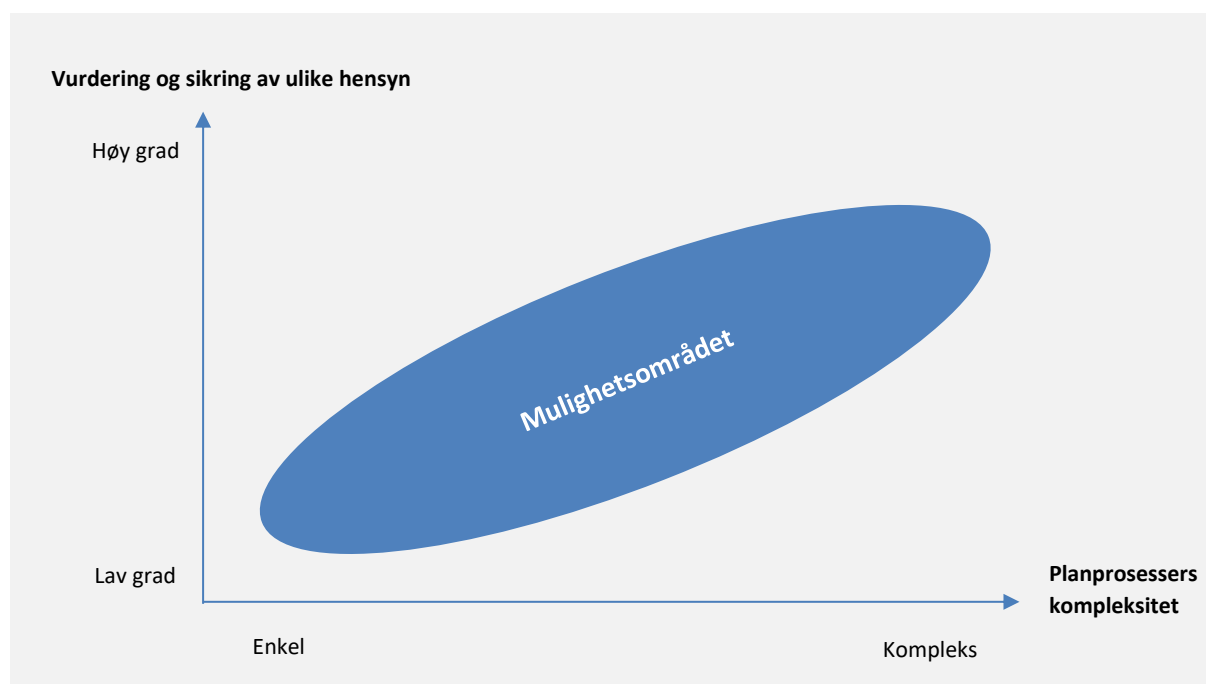 Vurdering og sikring av ulike hensyn
Høy grad
Mulighetsområdet
Lav grad
Planprosessers
kompleksitet
Enkel
Kompleks